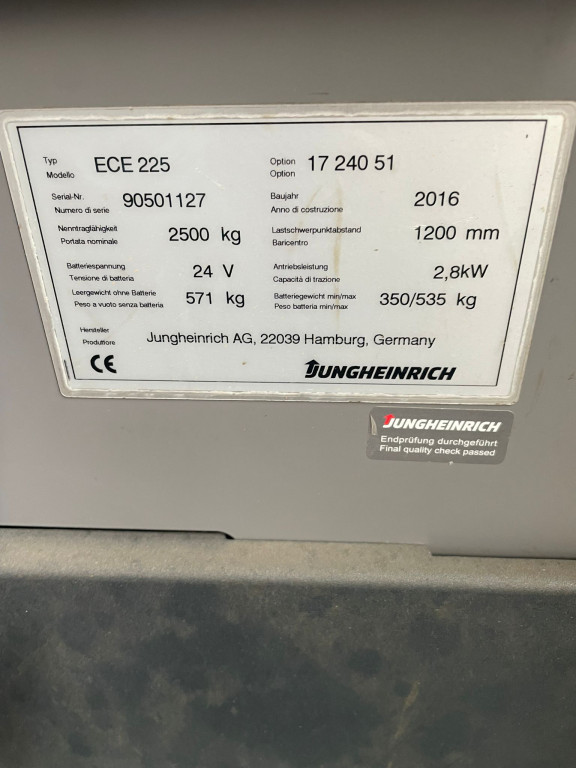 Typ ECE 225 Option 17 240 51
Modello Option
Serial-Nr. 90501127 Baujahr 2016
Numero di serie Anno di costruzione
Nenntragfähigkeit 2500 kg Lastschwerpunktabstand 1200 mm
Portata nominale Baricentro
Batteriespannung 24 V Antriebsleistung 2,8kW
Tensione di batteria Capacità di trazione
Leergewicht ohne Batterie 571 kg Batteriegewicht min/max 350/535 kg
Peso a vuoto senza batteria Peso batteria min/max
Hersteller Jungheinrich AG, 22039 Hamburg, Germany
Produttore
CE JUNGHEINRICH
JUNGHEINRICH
Endprüfung durchgeführt
Final quality check passed